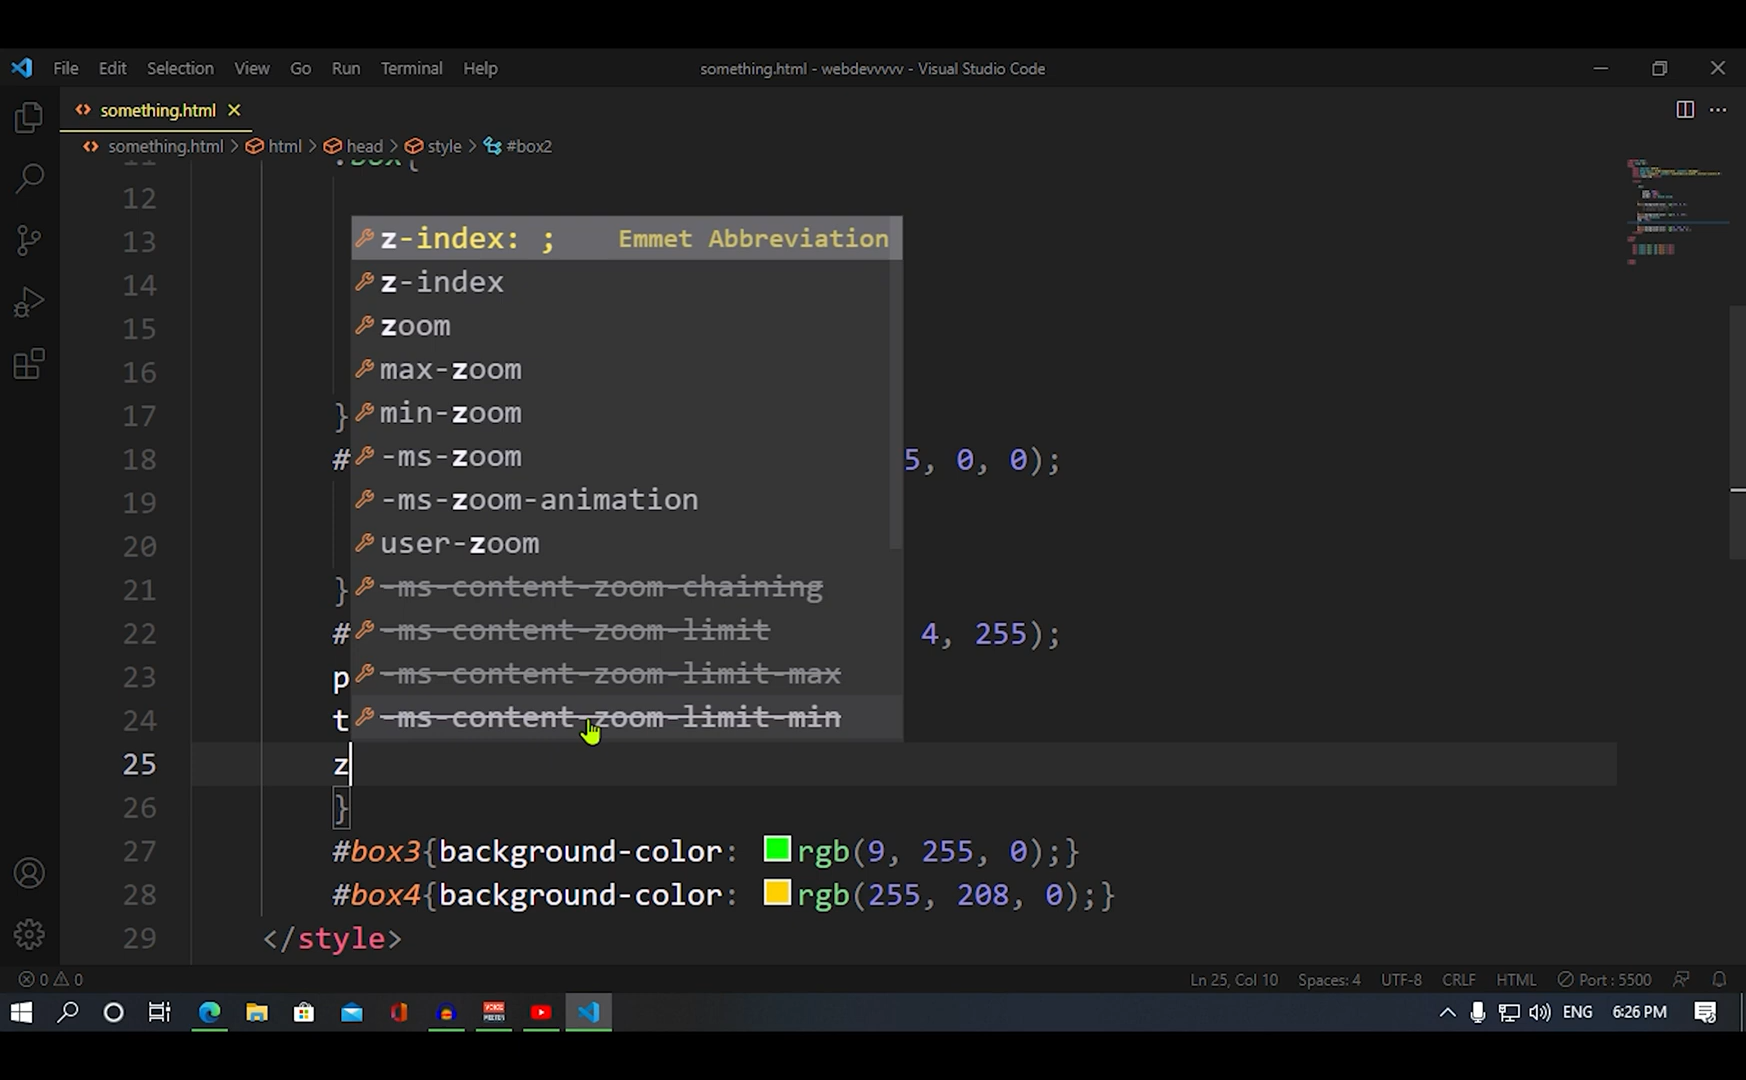 File Edit Selection View Go Run Terminal Help something.html - webdevvvvv - Visual Studio Code
something.html
something.html > html > head > style > #box2
12
13 z-index: ; Emmet Abbreviation
14 z-index
15 zoom
16 max-zoom
17 } min-zoom
18 # -ms-zoom 5, 0, 0);
19 -ms-zoom-animation
20 user-zoom
21 } -ms-content-zoom-chaining
22 # -ms-content-zoom-limit 4, 255);
23 p -ms-content-zoom-limit-max
24 t -ms-content-zoom-limit-min
25 z
26 }
27 #box3{background-color: rgb(9, 255, 0);}
28 #box4{background-color: rgb(255, 208, 0);}
29 </style>
0 0 Ln 25, Col 10 Spaces: 4 UTF-8 CRLF HTML Port : 5500
ENG 6:26 PM